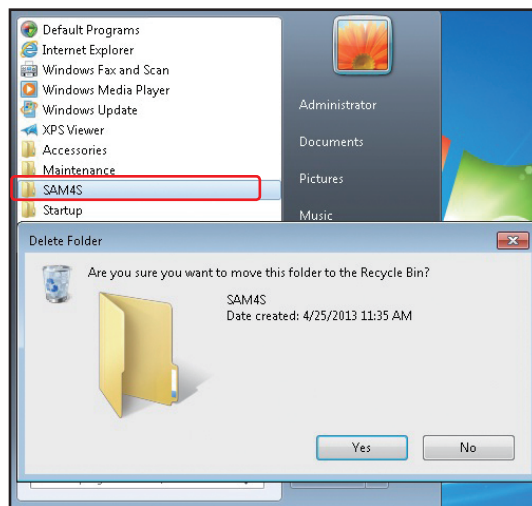 Default Programs
Internet Explorer
Windows Fax and Scan
Windows Media Player
Windows Update
XPS Viewer
Accessories
Maintenance
SAM4S
Startup
Administrator
Documents
Pictures
Music
Delete Folder
Are you sure you want to move this folder to the Recycle Bin?
SAM4S
Date created: 4/25/2013 11:35 AM
Yes
No